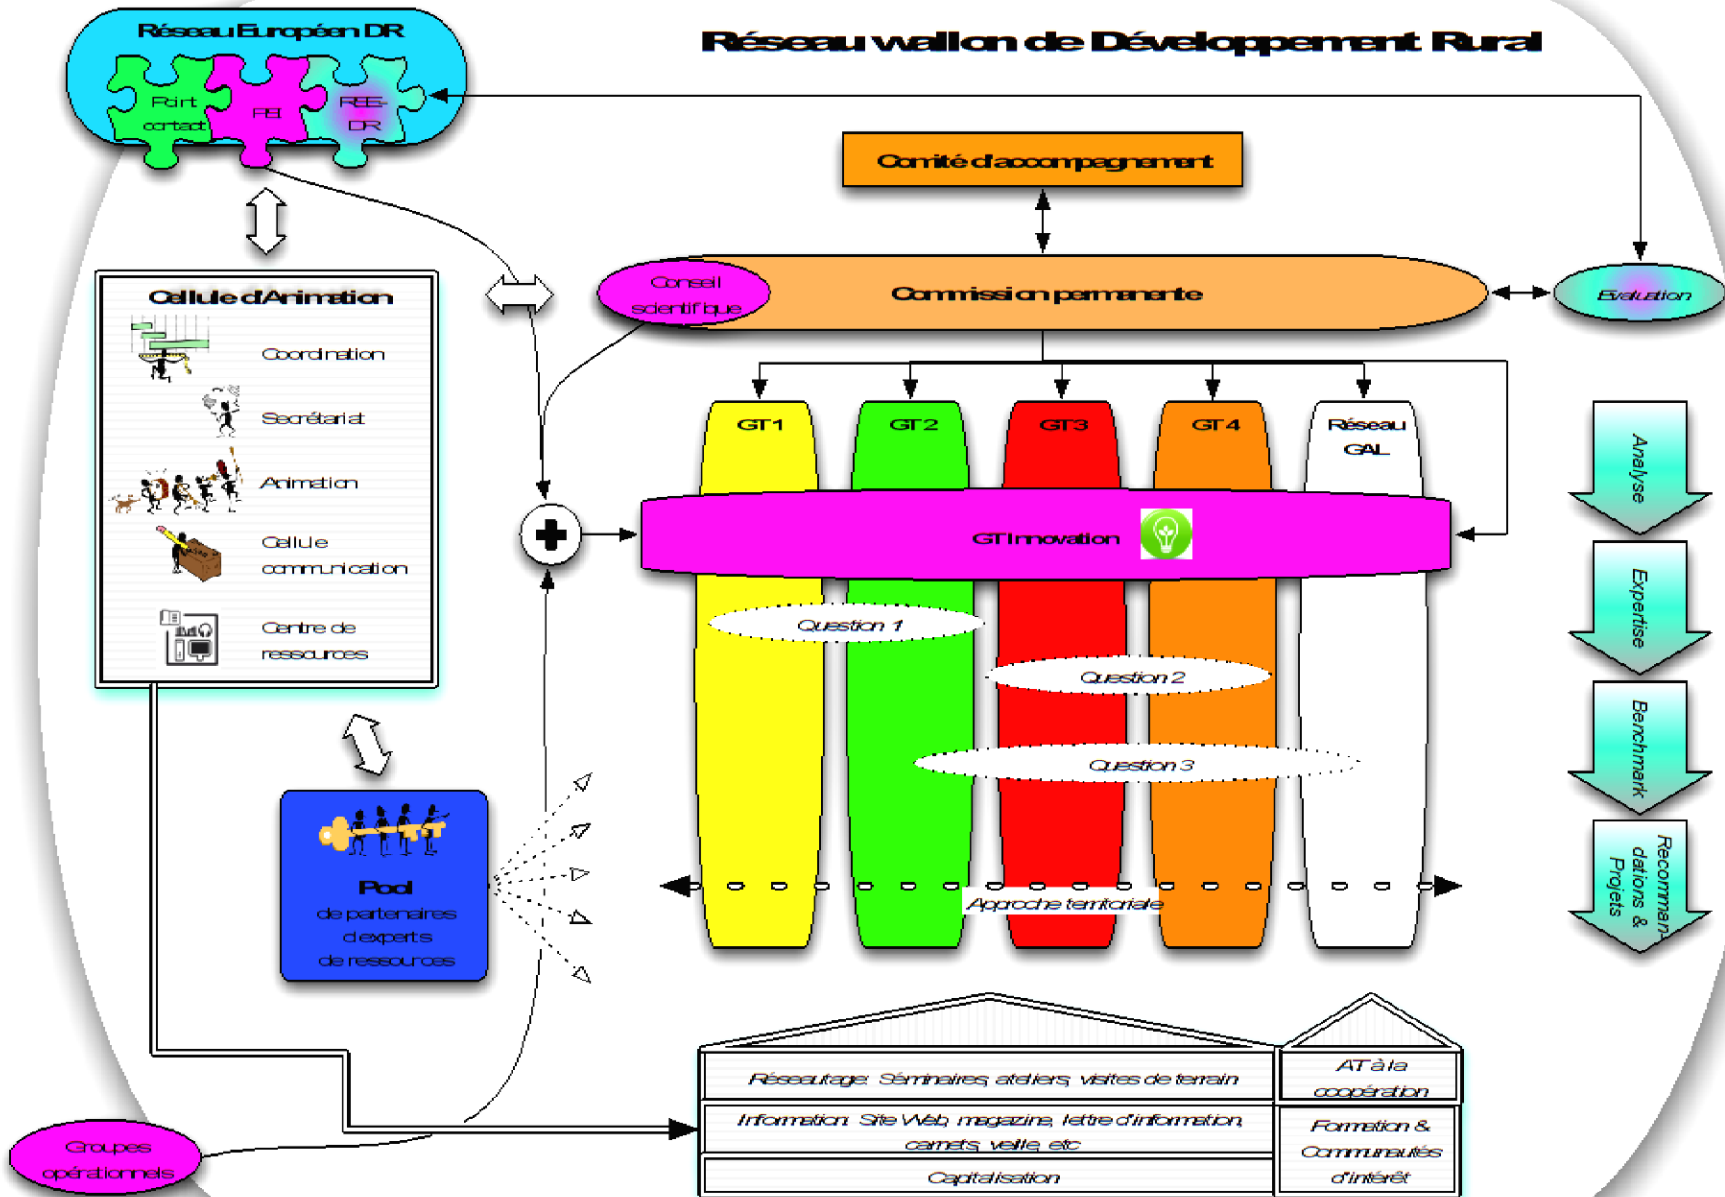 Réseau Européen DR
Réseau wallon de Développement Rural
Point
contact
PEI
REE-
DR
Comité d'accompagnement
Conseil
scientifique
Commission permanente
Evaluation
Cellule d'Animation
Coordination
Secrétariat
Animation
Cellule
communication
Centre de
ressources
GT1
GT2
GT3
GT4
Réseau
GAL
GT Innovation
Question 1
Question 2
Question 3
Approche territoriale
Analyse
Expertise
Benchmark
Recomman-
dations &
Projets
Pool
de partenaires
d'experts
de ressources
Réseautage: Séminaires, ateliers, visites de terrain
Information: Site Web, magazine, lettre d'information,
carnets, veille, etc
Capitalisation
AT à la
coopération
Formation &
Communautés
d'intérêt
Groupes
opérationnels